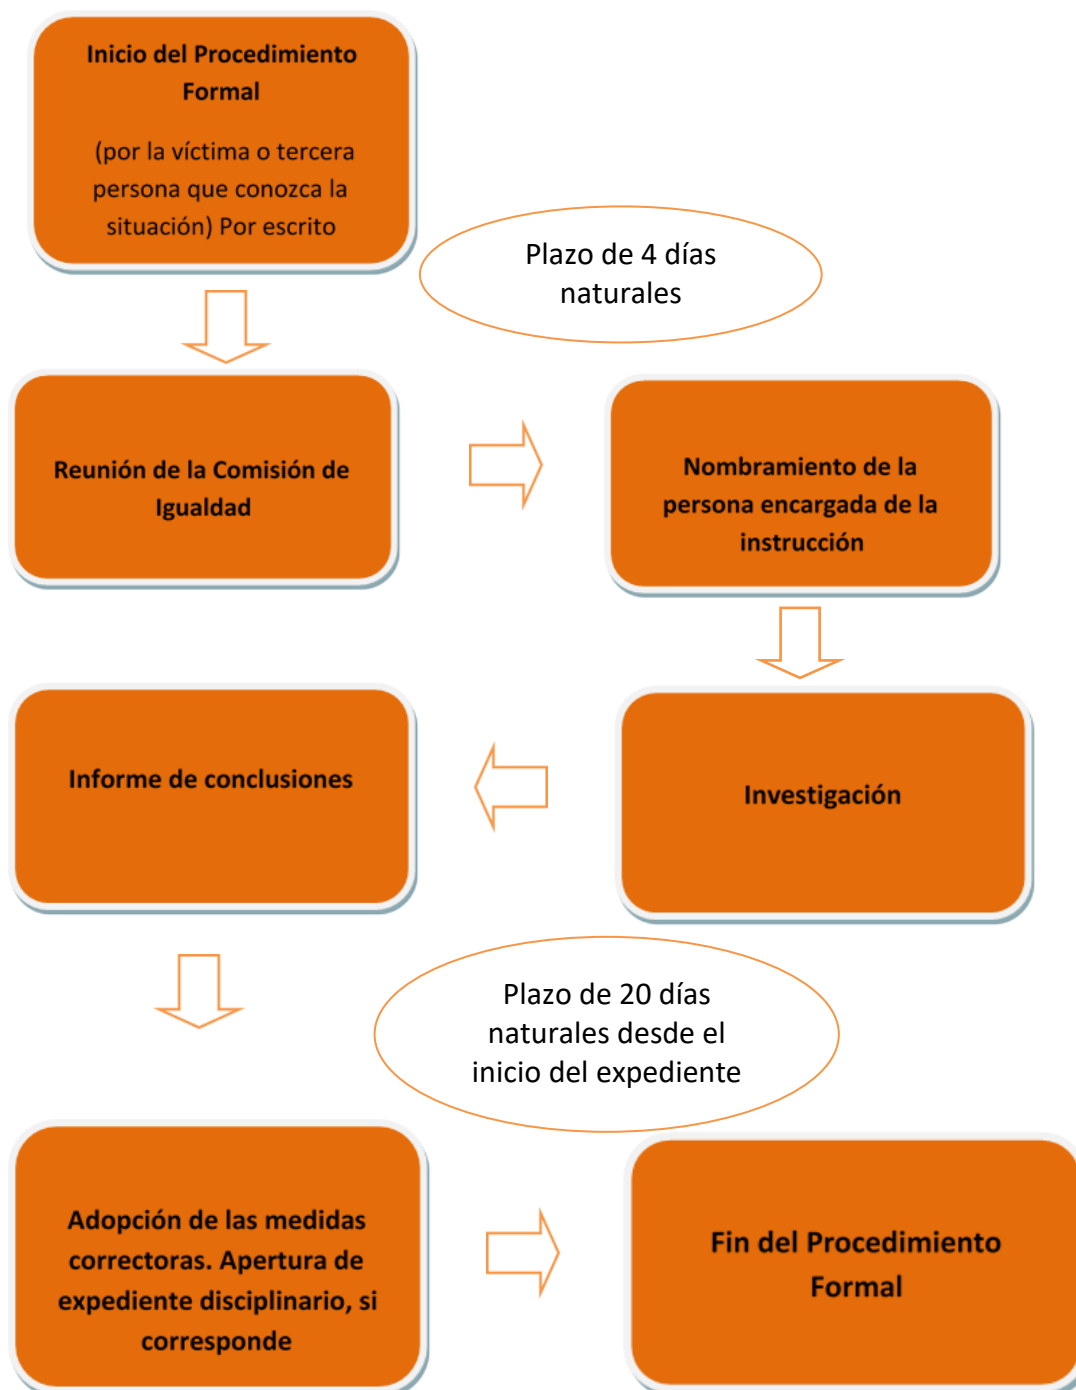 Inicio del Procedimiento
Formal
(por la víctima o tercera
persona que conozca la
situación) Por escrito
Plazo de 4 días
naturales
Reunión de la Comisión de
Igualdad
Nombramiento de la
persona encargada de la
instrucción
Informe de conclusiones
Investigación
Plazo de 20 días
naturales desde el
inicio del expediente
Adopción de las medidas
correctoras. Apertura de
expediente disciplinario, si
corresponde
Fin del Procedimiento
Formal